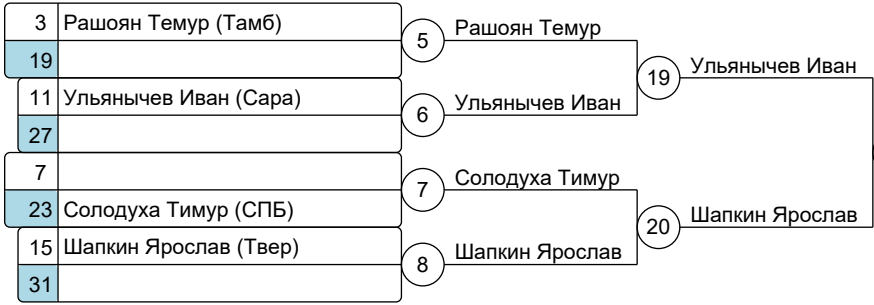 3 Рашоян Темур (Тамб)
19
5 Рашоян Темур
11 Ульянычев Иван (Сара)
27
6 Ульянычев Иван
19 Ульянычев Иван
7
23 Солодуха Тимур (СПБ)
7 Солодуха Тимур
15 Шапкин Ярослав (Твер)
31
8 Шапкин Ярослав
20 Шапкин Ярослав